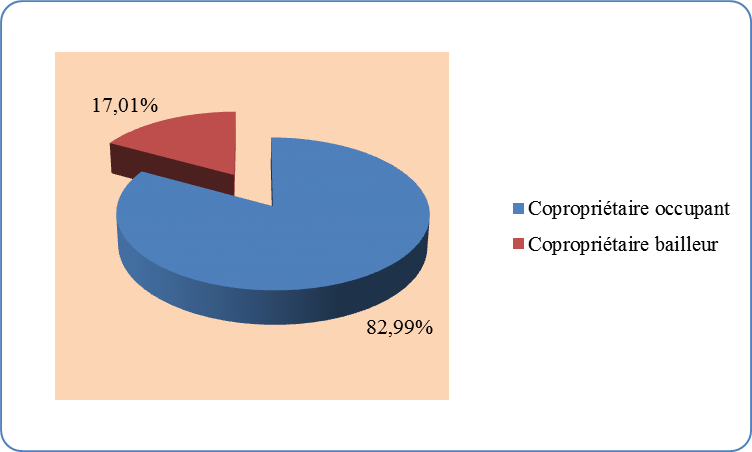 17,01%
Copropriétaire occupant
Copropriétaire bailleur
82,99%